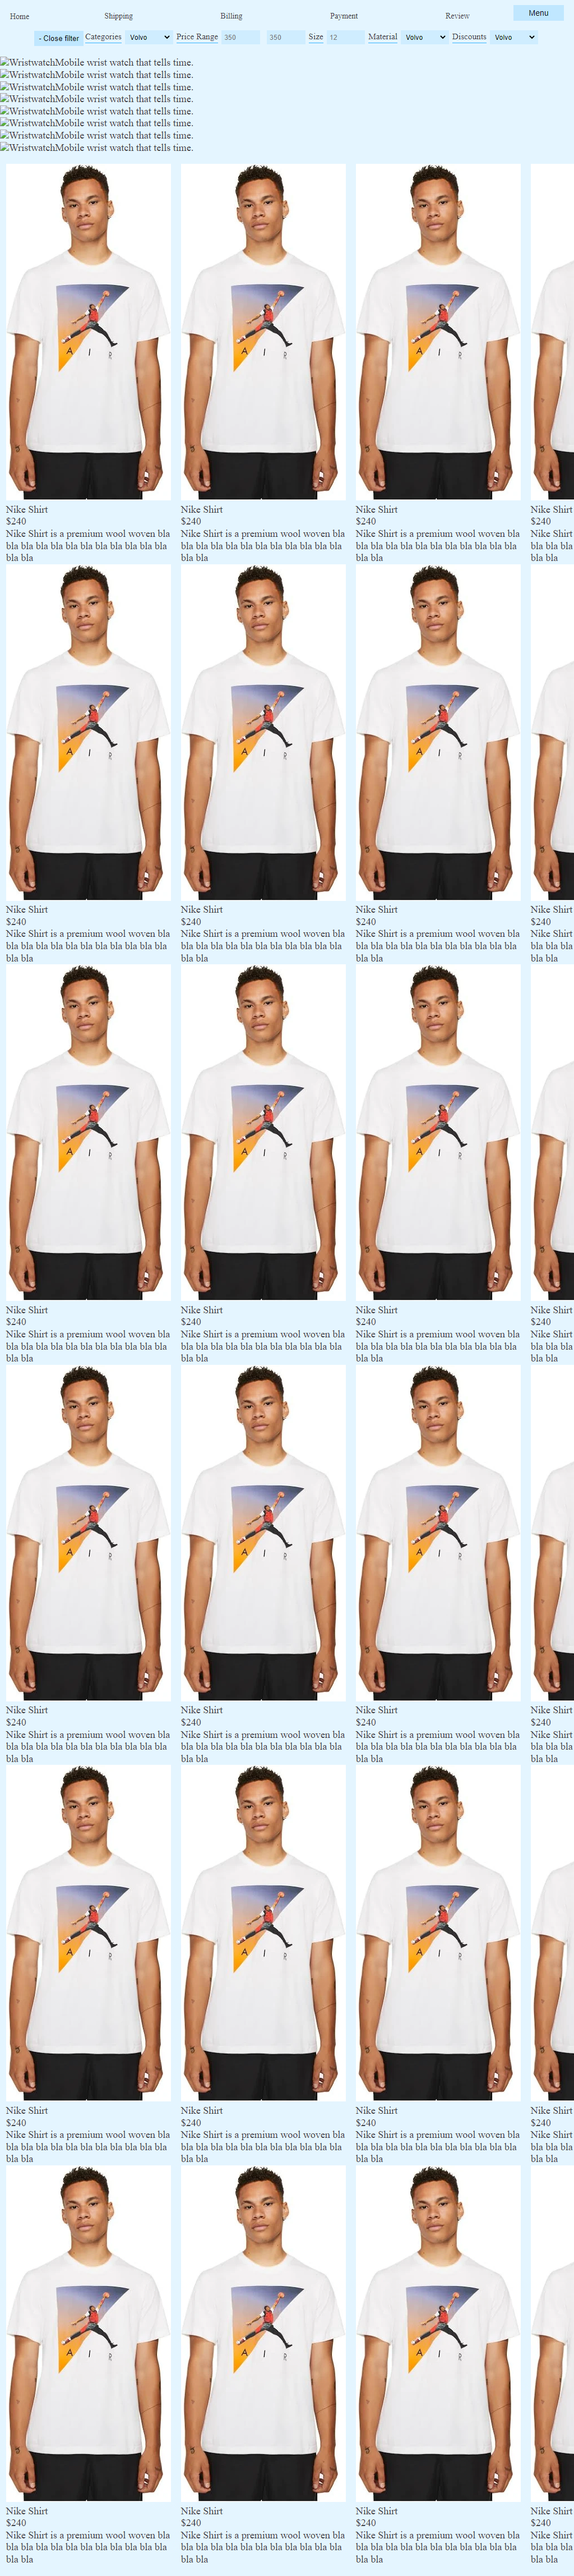 Home Shipping Billing Payment Review Menu
- Close filter Categories Volvo Price Range 350 350 Size 12 Material Volvo Discounts Volvo
WristwatchMobile wrist watch that tells time.
WristwatchMobile wrist watch that tells time.
WristwatchMobile wrist watch that tells time.
WristwatchMobile wrist watch that tells time.
WristwatchMobile wrist watch that tells time.
WristwatchMobile wrist watch that tells time.
WristwatchMobile wrist watch that tells time.
WristwatchMobile wrist watch that tells time.
A I R A I R A I R
Nike Shirt Nike Shirt Nike Shirt Nike Shirt
$240 $240 $240 $240
Nike Shirt is a premium wool woven bla Nike Shirt is a premium wool woven bla Nike Shirt is a premium wool woven bla Nike Shirt
bla bla bla bla bla bla bla bla bla bla bla bla bla bla bla bla bla bla bla bla bla bla bla bla bla bla bla bla bla bla bla bla bla bla bla
bla bla bla bla bla bla bla bla
A I R A I R A I R
Nike Shirt Nike Shirt Nike Shirt Nike Shirt
$240 $240 $240 $240
Nike Shirt is a premium wool woven bla Nike Shirt is a premium wool woven bla Nike Shirt is a premium wool woven bla Nike Shirt
bla bla bla bla bla bla bla bla bla bla bla bla bla bla bla bla bla bla bla bla bla bla bla bla bla bla bla bla bla bla bla bla bla bla bla
bla bla bla bla bla bla bla bla
A I R A I R A I R
Nike Shirt Nike Shirt Nike Shirt Nike Shirt
$240 $240 $240 $240
Nike Shirt is a premium wool woven bla Nike Shirt is a premium wool woven bla Nike Shirt is a premium wool woven bla Nike Shirt
bla bla bla bla bla bla bla bla bla bla bla bla bla bla bla bla bla bla bla bla bla bla bla bla bla bla bla bla bla bla bla bla bla bla bla
bla bla bla bla bla bla bla bla
A I R A I R A I R
Nike Shirt Nike Shirt Nike Shirt Nike Shirt
$240 $240 $240 $240
Nike Shirt is a premium wool woven bla Nike Shirt is a premium wool woven bla Nike Shirt is a premium wool woven bla Nike Shirt
bla bla bla bla bla bla bla bla bla bla bla bla bla bla bla bla bla bla bla bla bla bla bla bla bla bla bla bla bla bla bla bla bla bla bla
bla bla bla bla bla bla bla bla
A I R A I R A I R
Nike Shirt Nike Shirt Nike Shirt Nike Shirt
$240 $240 $240 $240
Nike Shirt is a premium wool woven bla Nike Shirt is a premium wool woven bla Nike Shirt is a premium wool woven bla Nike Shirt
bla bla bla bla bla bla bla bla bla bla bla bla bla bla bla bla bla bla bla bla bla bla bla bla bla bla bla bla bla bla bla bla bla bla bla
bla bla bla bla bla bla bla bla
A I R A I R A I R
Nike Shirt Nike Shirt Nike Shirt Nike Shirt
$240 $240 $240 $240
Nike Shirt is a premium wool woven bla Nike Shirt is a premium wool woven bla Nike Shirt is a premium wool woven bla Nike Shirt
bla bla bla bla bla bla bla bla bla bla bla bla bla bla bla bla bla bla bla bla bla bla bla bla bla bla bla bla bla bla bla bla bla bla bla
bla bla bla bla bla bla bla bla